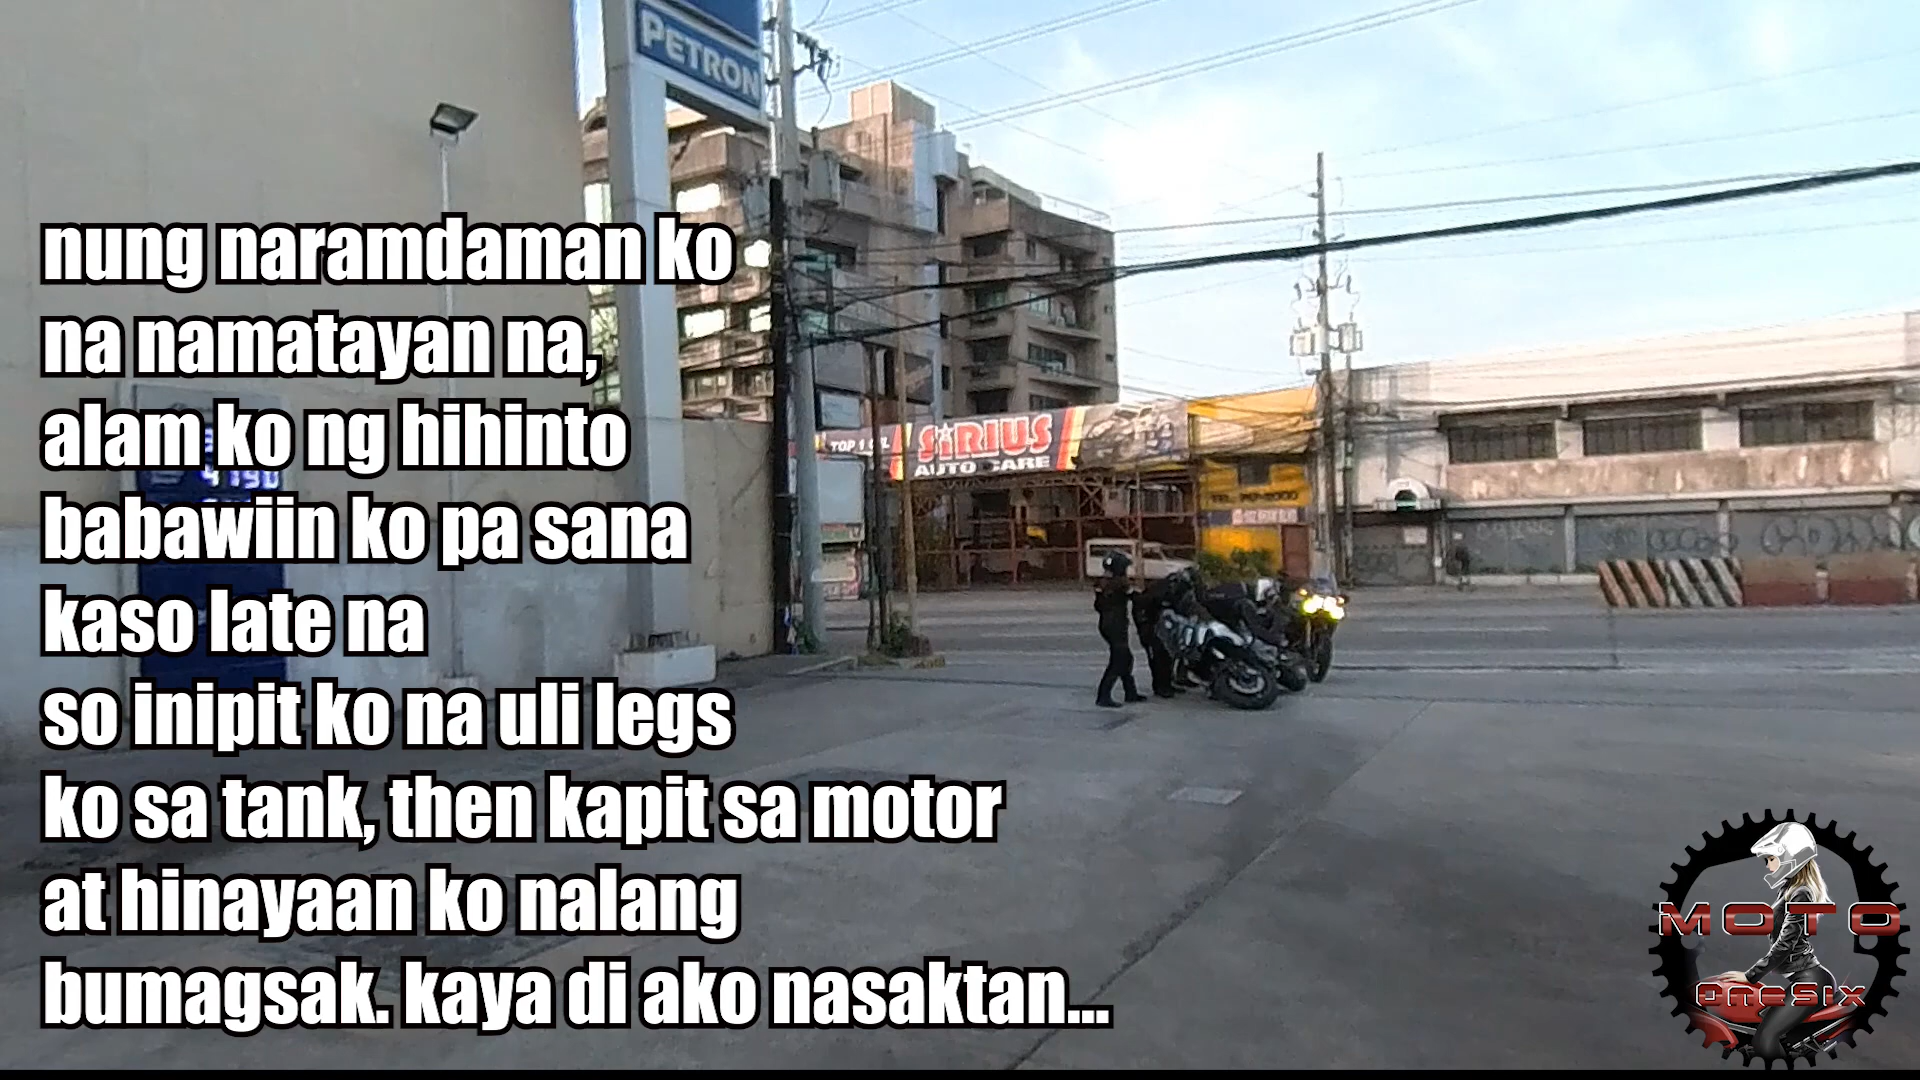 PETRON
nung naramdaman ko
na namatayan na,
alam ko ng hihinto
babawiin ko pa sana
kaso late na
so inipit ko na uli legs
ko sa tank, then kapit sa motor
at hinayaan ko nalang
bumagsak. kaya di ako nasaktan...
TOP 1
SiRIUS
AUTO CARE
MOTO
OneSix